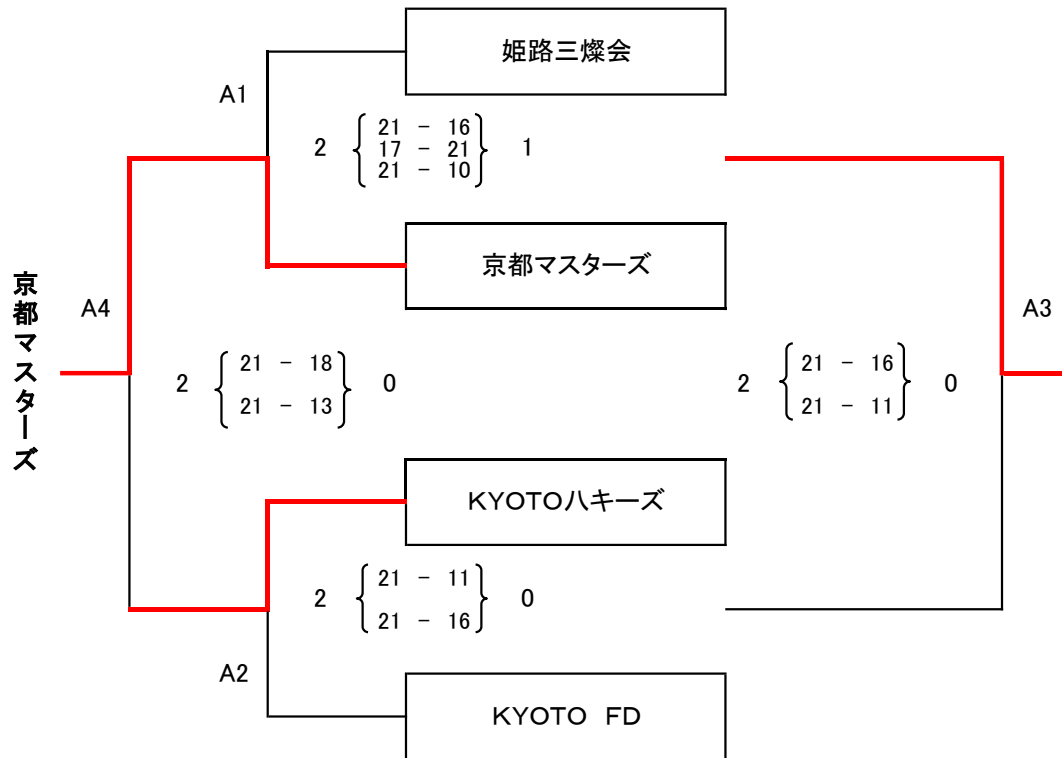 姫路三燦会
A1
2 { 21 - 16 } 1
17 - 21
21 - 10
京都マスターズ
京都マスターズ
A4
A3
2 { 21 - 18 } 0
21 - 13
2 { 21 - 16 } 0
21 - 11
KYOTO八キーズ
2 { 21 - 11 } 0
21 - 16
A2
KYOTO FD